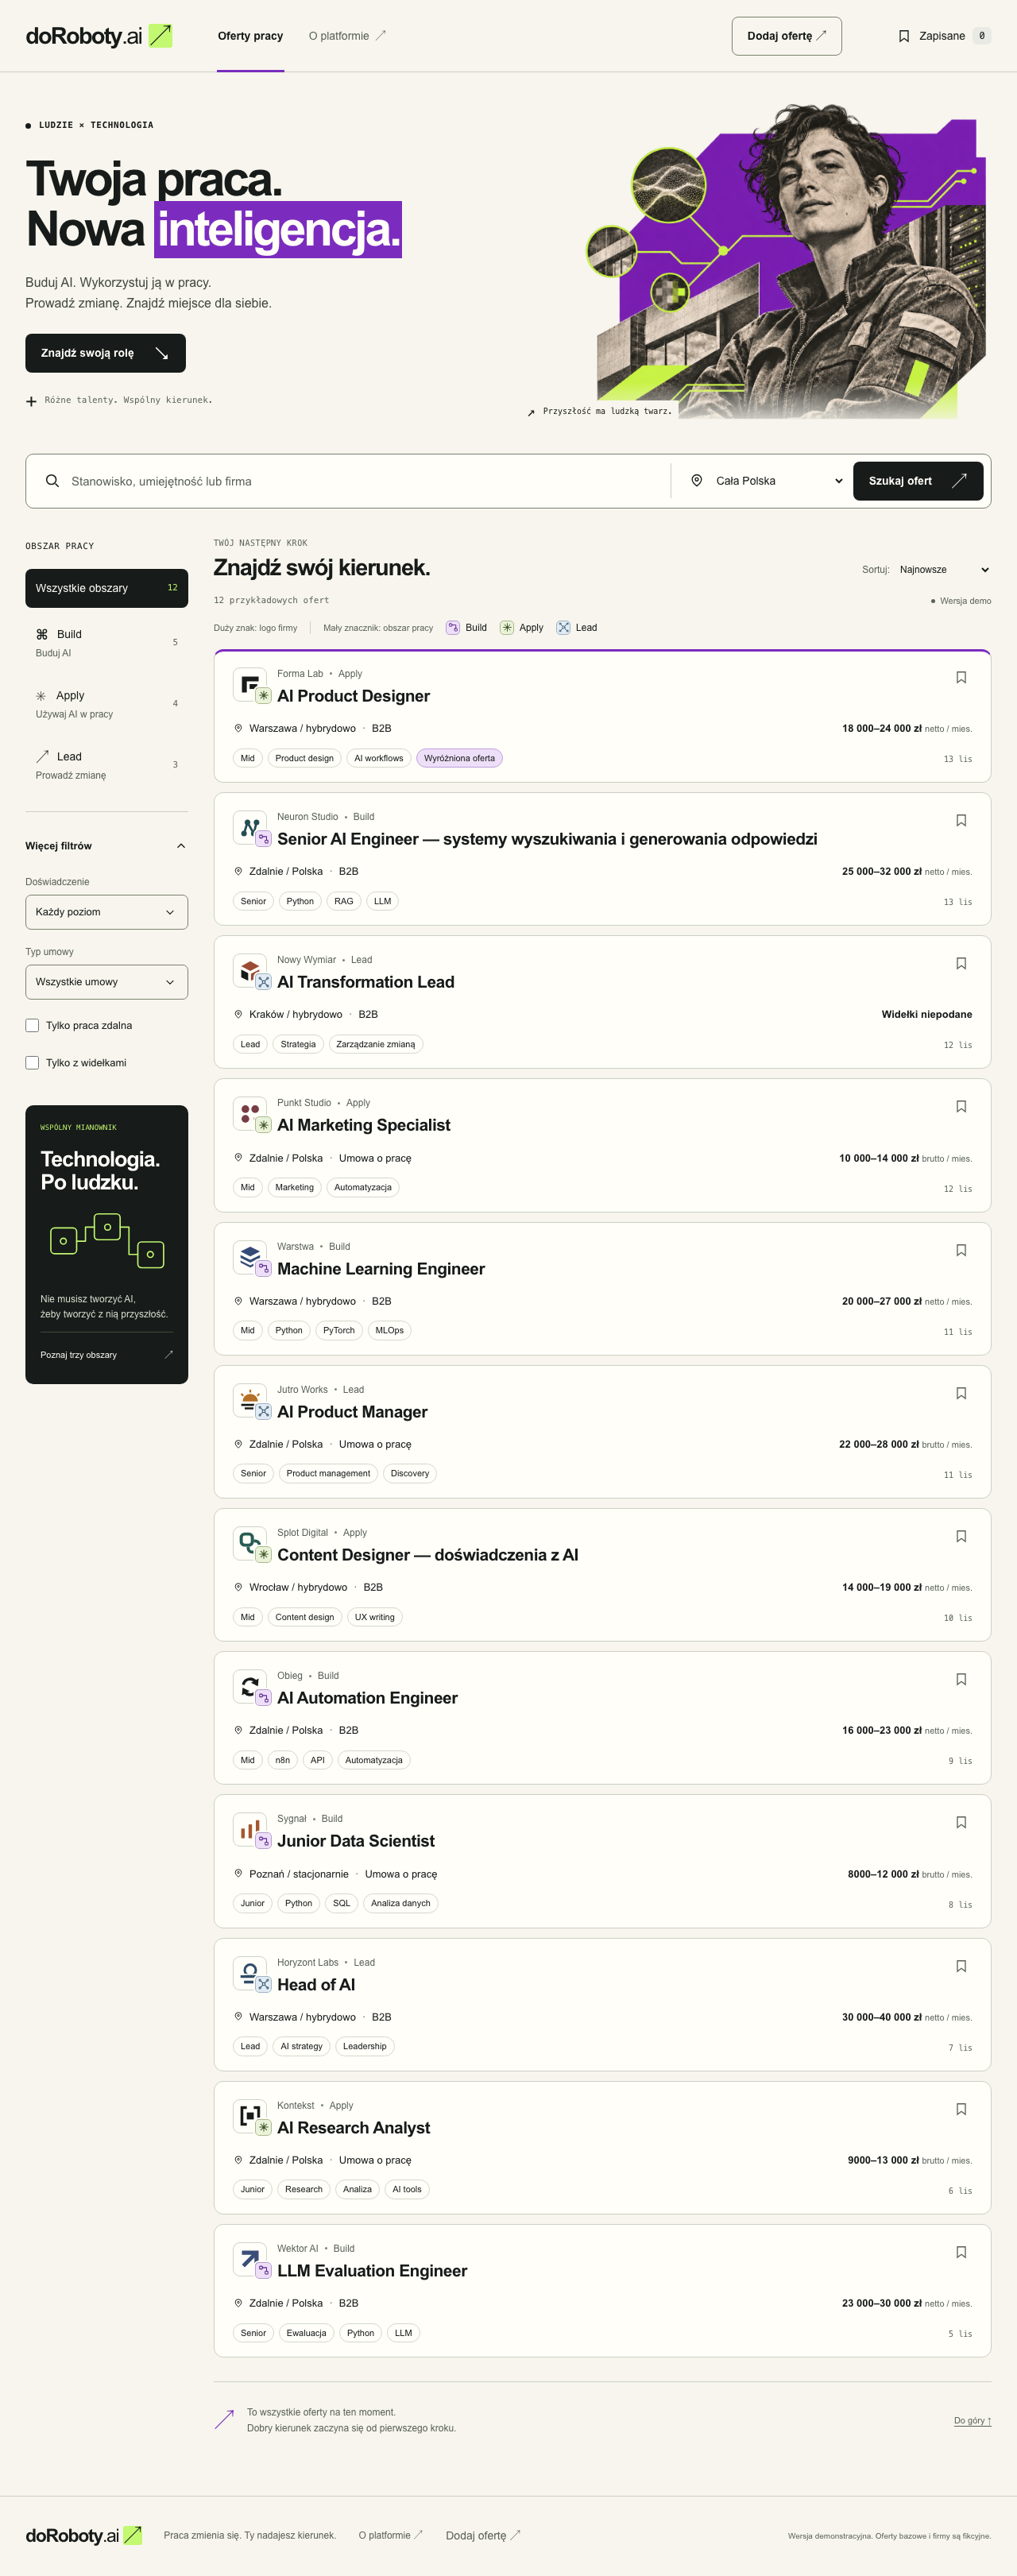 doRoboty.ai
Oferty pracy
O platformie ↗
Dodaj ofertę ↗
Zapisane 0
LUDZIE × TECHNOLOGIA
Twoja praca.
Nowa inteligencja.
Buduj AI. Wykorzystuj ją w pracy.
Prowadź zmianę. Znajdź miejsce dla siebie.
Znajdź swoją rolę
Różne talenty. Wspólny kierunek.
Przyszłość ma ludzką twarz.
Stanowisko, umiejętność lub firma
Cała Polska
Szukaj ofert
OBSZAR PRACY
Wszystkie obszary 12
Build
Buduj AI
5
Apply
Używaj AI w pracy
4
Lead
Prowadź zmianę
3
Więcej filtrów
Doświadczenie
Każdy poziom
Typ umowy
Wszystkie umowy
Tylko praca zdalna
Tylko z widełkami
WSPÓLNY MIANOWNIK
Technologia.
Po ludzku.
Nie musisz tworzyć AI,
żeby tworzyć z nią przyszłość.
Poznaj trzy obszary ↗
TWÓJ NASTĘPNY KROK
Znajdź swój kierunek.
Sortuj: Najnowsze
12 przykładowych ofert
Wersja demo
Duży znak: logo firmy
Mały znacznik: obszar pracy
Build Apply Lead
Forma Lab • Apply
AI Product Designer
Warszawa / hybrydowo · B2B
18 000–24 000 zł netto / mies.
Mid Product design AI workflows Wyróżniona oferta
13 lis
Neuron Studio • Build
Senior AI Engineer — systemy wyszukiwania i generowania odpowiedzi
Zdalnie / Polska · B2B
25 000–32 000 zł netto / mies.
Senior Python RAG LLM
13 lis
Nowy Wymiar • Lead
AI Transformation Lead
Kraków / hybrydowo · B2B
Widełki niepodane
Lead Strategia Zarządzanie zmianą
12 lis
Punkt Studio • Apply
AI Marketing Specialist
Zdalnie / Polska · Umowa o pracę
10 000–14 000 zł brutto / mies.
Mid Marketing Automatyzacja
12 lis
Warstwa • Build
Machine Learning Engineer
Warszawa / hybrydowo · B2B
20 000–27 000 zł netto / mies.
Mid Python PyTorch MLOps
11 lis
Jutro Works • Lead
AI Product Manager
Zdalnie / Polska · Umowa o pracę
22 000–28 000 zł brutto / mies.
Senior Product management Discovery
11 lis
Splot Digital • Apply
Content Designer — doświadczenia z AI
Wrocław / hybrydowo · B2B
14 000–19 000 zł netto / mies.
Mid Content design UX writing
10 lis
Obieg • Build
AI Automation Engineer
Zdalnie / Polska · B2B
16 000–23 000 zł netto / mies.
Mid n8n API Automatyzacja
9 lis
Sygnał • Build
Junior Data Scientist
Poznań / stacjonarnie · Umowa o pracę
8000–12 000 zł brutto / mies.
Junior Python SQL Analiza danych
8 lis
Horyzont Labs • Lead
Head of AI
Warszawa / hybrydowo · B2B
30 000–40 000 zł netto / mies.
Lead AI strategy Leadership
7 lis
Kontekst • Apply
AI Research Analyst
Zdalnie / Polska · Umowa o pracę
9000–13 000 zł brutto / mies.
Junior Research Analiza AI tools
6 lis
Wektor AI • Build
LLM Evaluation Engineer
Zdalnie / Polska · B2B
23 000–30 000 zł netto / mies.
Senior Ewaluacja Python LLM
5 lis
To wszystkie oferty na ten moment.
Dobry kierunek zaczyna się od pierwszego kroku.
Do góry ↑
doRoboty.ai
Praca zmienia się. Ty nadajesz kierunek.
O platformie ↗
Dodaj ofertę ↗
Wersja demonstracyjna. Oferty bazowe i firmy są fikcyjne.